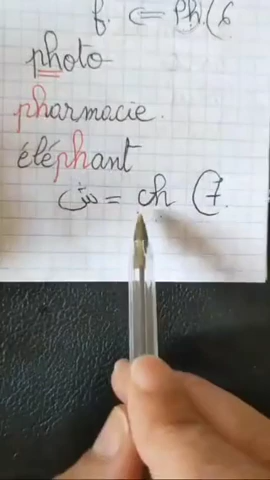 f. <= Ph. (6
photo
pharmacie.
éléphant
ش = ch (7.